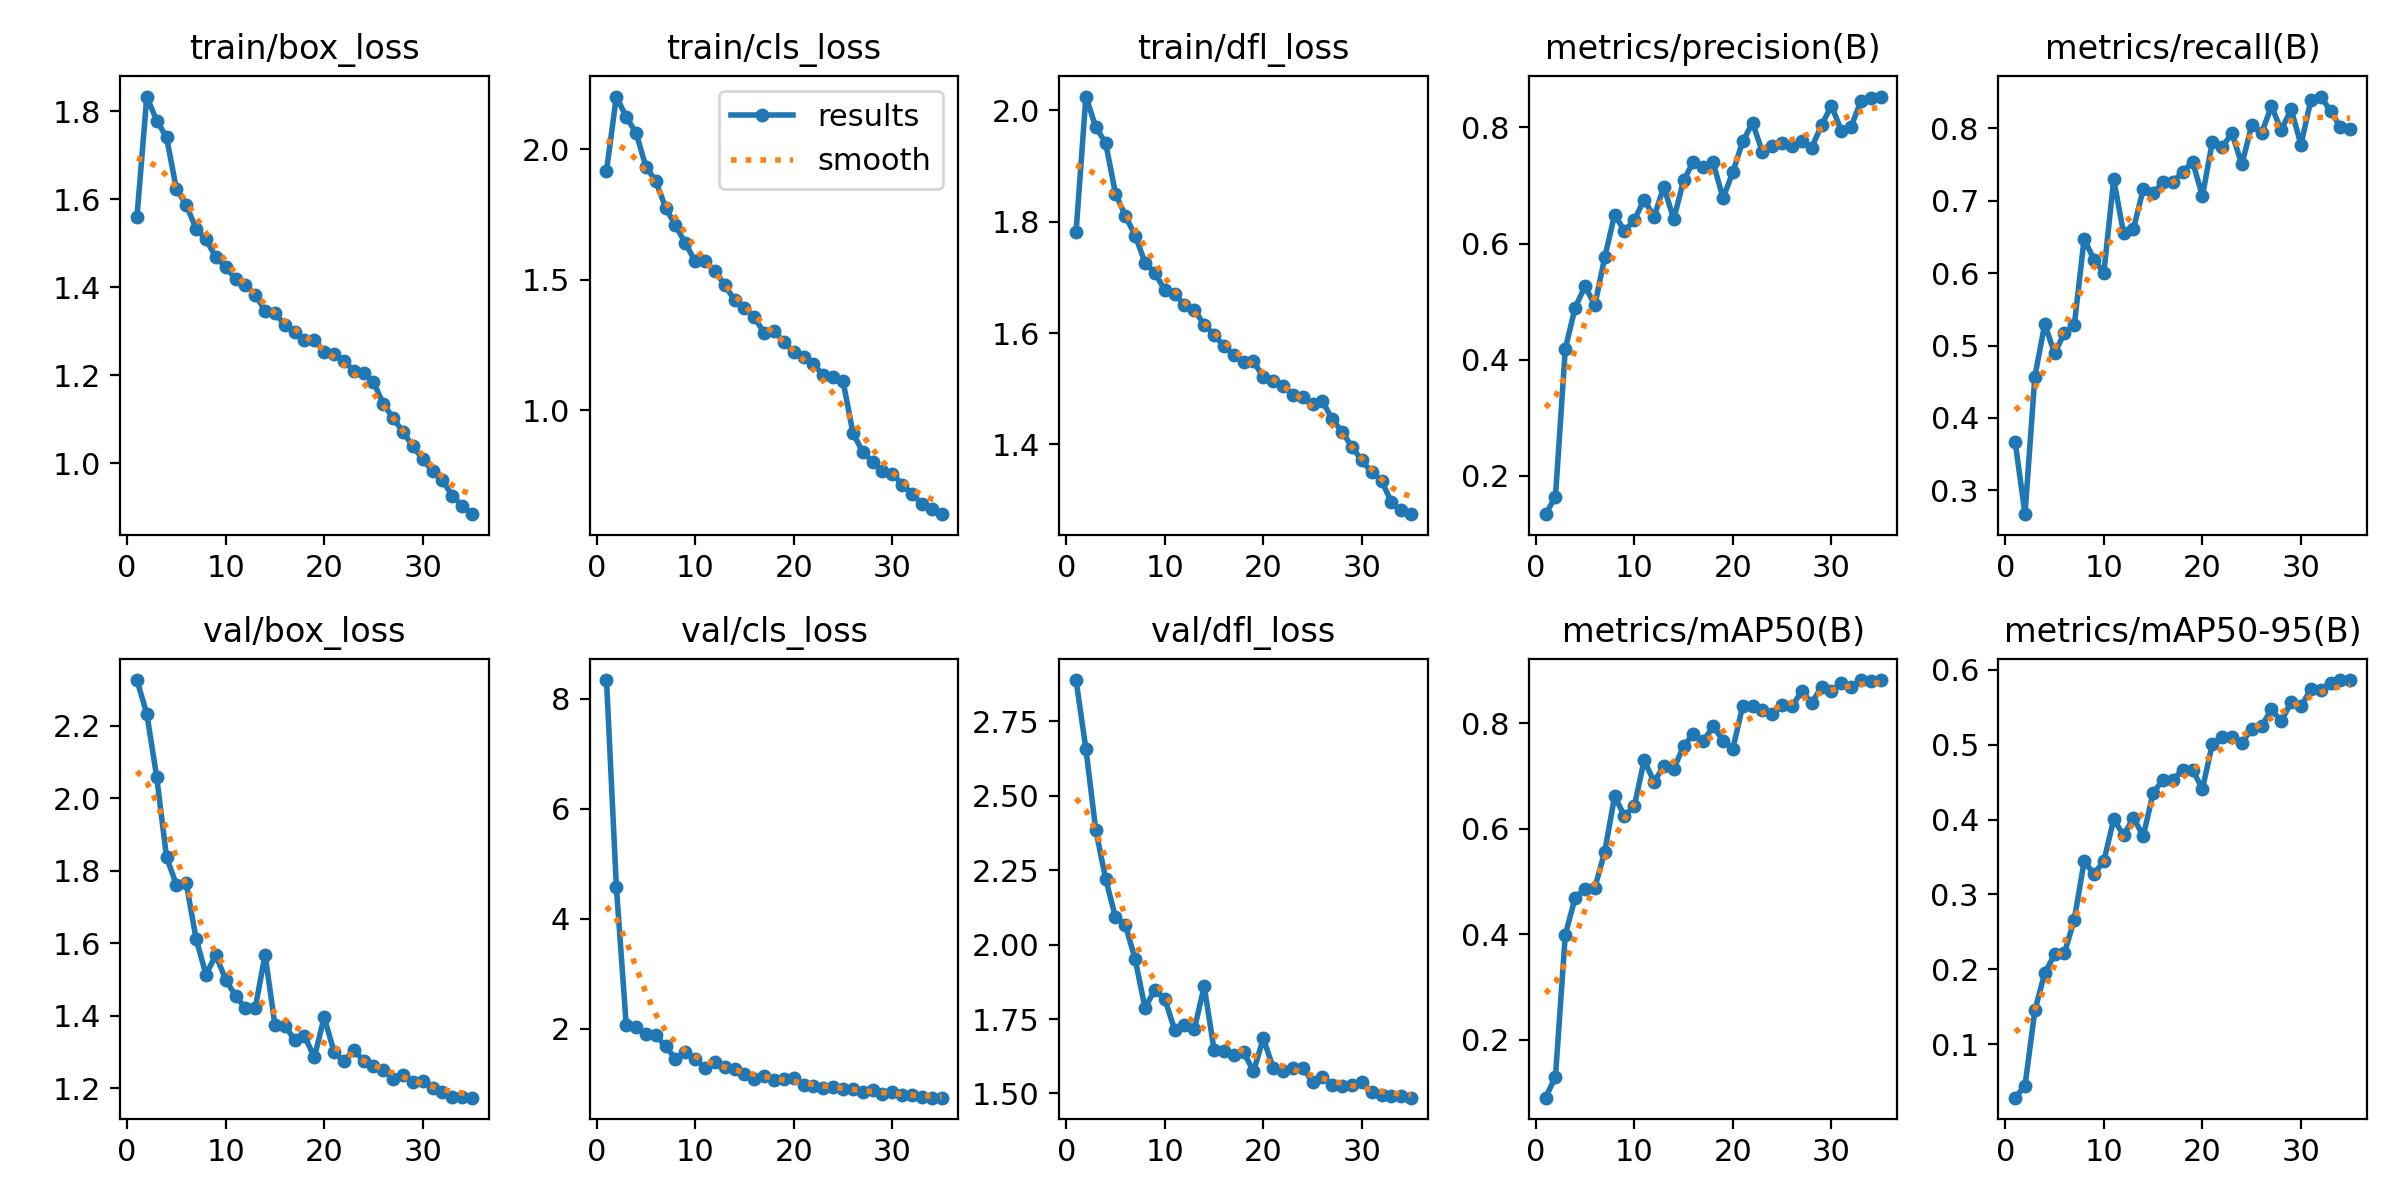 train/box_loss
1.8
1.6
1.4
1.2
1.0
0 10 20 30
train/cls_loss
results
smooth
2.0
1.5
1.0
0 10 20 30
train/dfl_loss
2.0
1.8
1.6
1.4
0 10 20 30
metrics/precision(B)
0.8
0.6
0.4
0.2
0 10 20 30
metrics/recall(B)
0.8
0.7
0.6
0.5
0.4
0.3
0 10 20 30
val/box_loss
2.2
2.0
1.8
1.6
1.4
1.2
0 10 20 30
val/cls_loss
8
6
4
2
0 10 20 30
val/dfl_loss
2.75
2.50
2.25
2.00
1.75
1.50
0 10 20 30
metrics/mAP50(B)
0.8
0.6
0.4
0.2
0 10 20 30
metrics/mAP50-95(B)
0.6
0.5
0.4
0.3
0.2
0.1
0 10 20 30